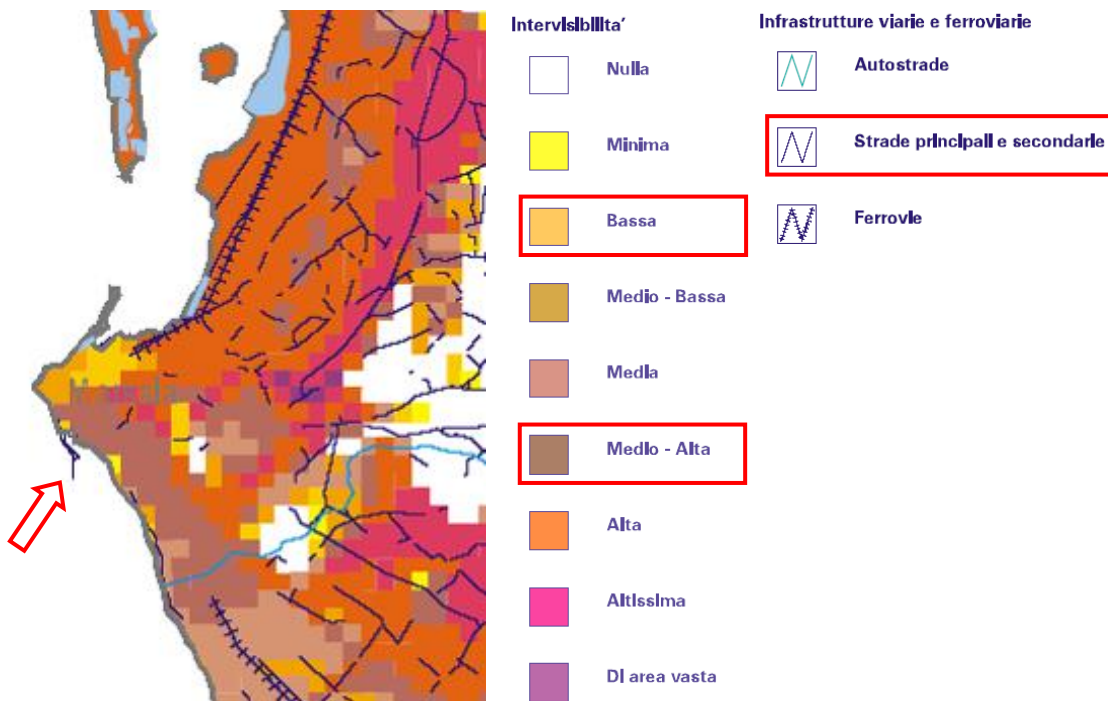 Intervisibilita'
Nulla
Minima
Bassa
Medio - Bassa
Media
Medio - Alta
Alta
Altissima
Di area vasta
Infrastrutture viarie e ferroviarie
Autostrade
Strade principali e secondarie
Ferrovie